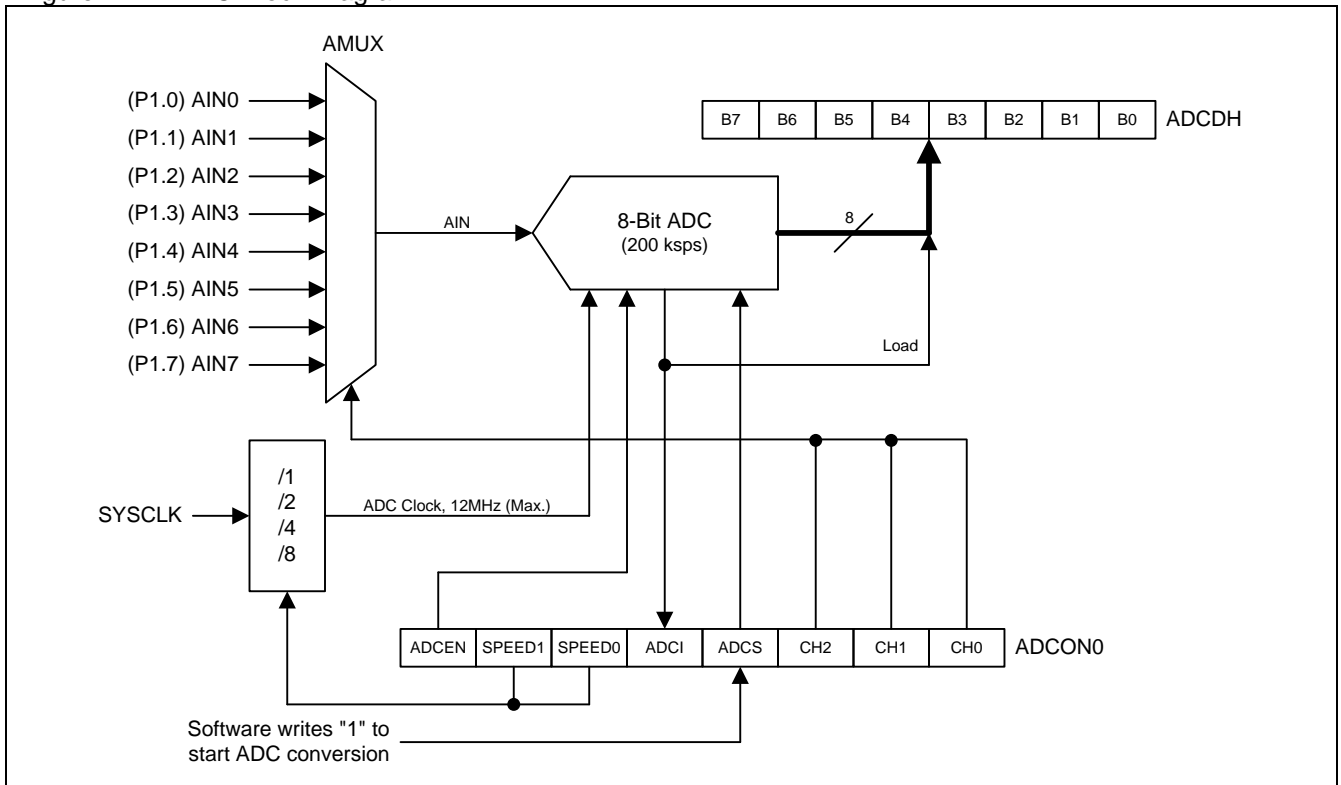 AMUX
(P1.0) AIN0
(P1.1) AIN1
(P1.2) AIN2
(P1.3) AIN3
(P1.4) AIN4
(P1.5) AIN5
(P1.6) AIN6
(P1.7) AIN7
B7 B6 B5 B4 B3 B2 B1 B0 ADCDH
AIN
8-Bit ADC
(200 ksps)
8
Load
SYSCLK
/1
/2
/4
/8
ADC Clock, 12MHz (Max.)
ADCEN SPEED1 SPEED0 ADCI ADCS CH2 CH1 CH0 ADCON0
Software writes "1" to
start ADC conversion